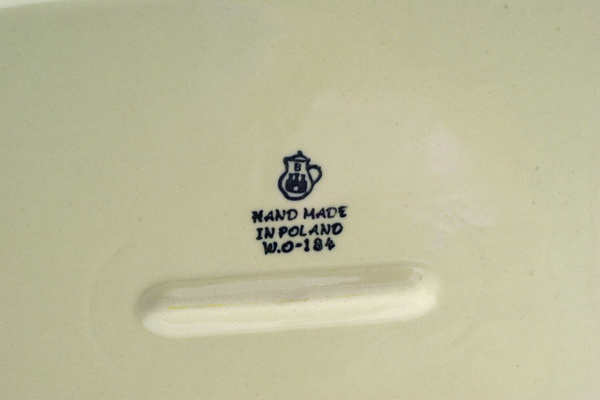 B
HAND MADE
IN POLAND
W.O-184